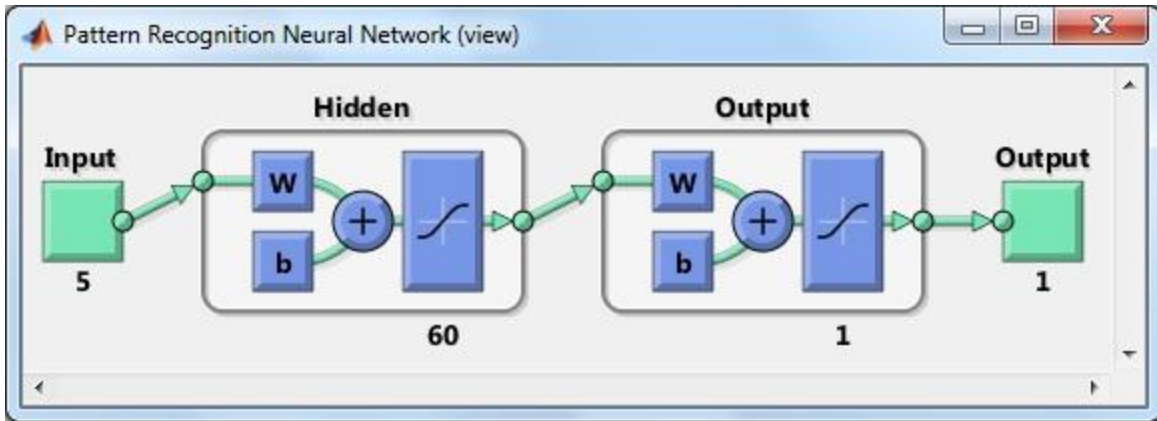 Pattern Recognition Neural Network (view)
Hidden Output
Input Output
W W
b b
5 1
60 1